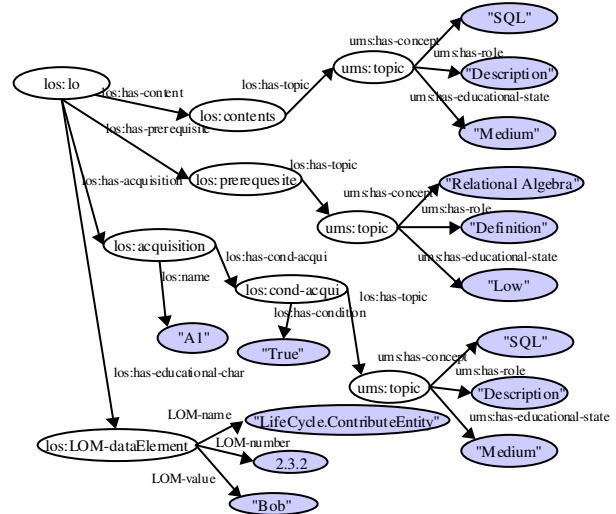 "SQL"
ums:has-concept
ums:has-role
los:lo
los:has-content
los:has-topic
ums:topic
"Description"
ums:has-educational-state
los:contents
"Medium"
los:has-prerequisite
los:has-topic
los:has-acquisition
los:prerequesite
ums:has-concept
"Relational Algebra"
ums:has-role
ums:topic
"Definition"
ums:has-educational-state
los:acquisition
los:has-cond-acqui
los:name
los:cond-acqui
"Low"
los:has-topic
los:has-condition
"A1"
"True"
"SQL"
ums:has-concept
ums:has-role
los:has-educational-char
ums:topic
"Description"
ums:has-educational-state
LOM-name
"LifeCycle.ContributeEntity"
los:LOM-dataElement
LOM-number
"Medium"
2.3.2
LOM-value
"Bob"